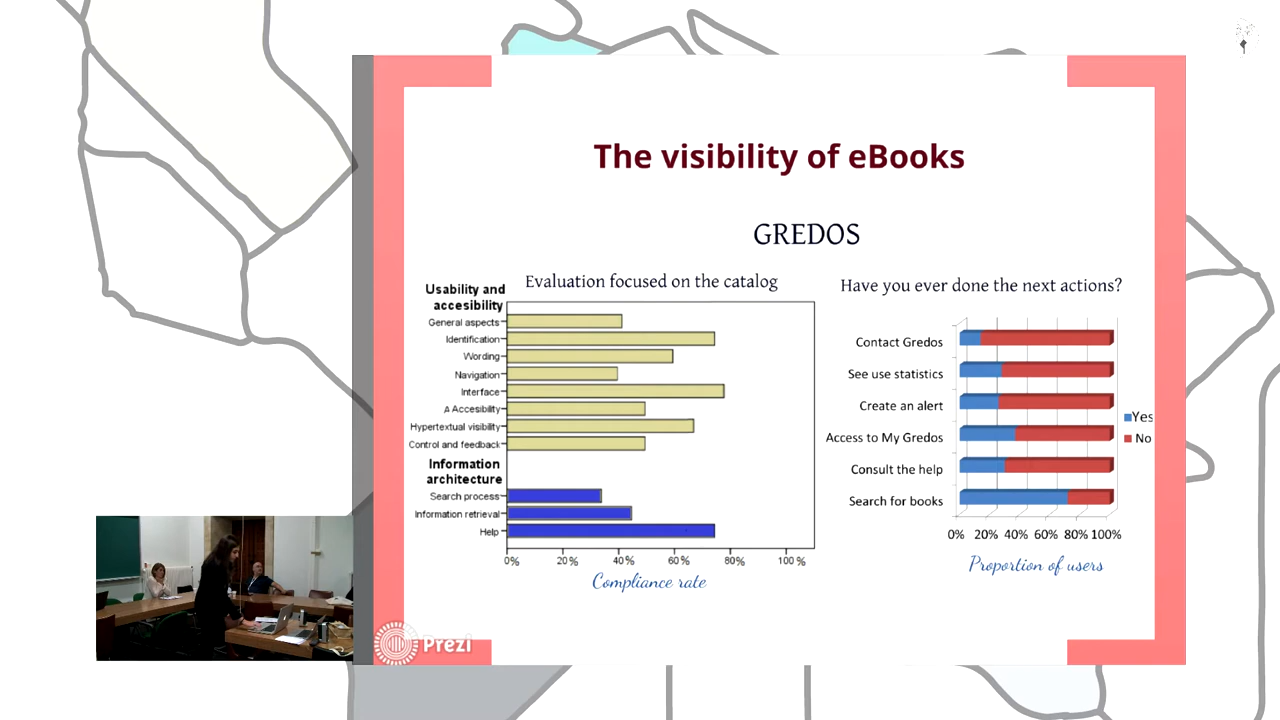 The visibility of eBooks
GREDOS
Evaluation focused on the catalog
Usability and
accesibility
General aspects
Identification
Wording
Navigation
Interface
A Accesibility
Hypertextual visibility
Control and feedback
Information
architecture
Search process
Information retrieval
Help
0% 20% 40% 60% 80% 100%
Compliance rate
Have you ever done the next actions?
Contact Gredos
See use statistics
Create an alert
Access to My Gredos
Consult the help
Search for books
Yes
No
0% 20% 40% 60% 80% 100%
Proportion of users
Prezi